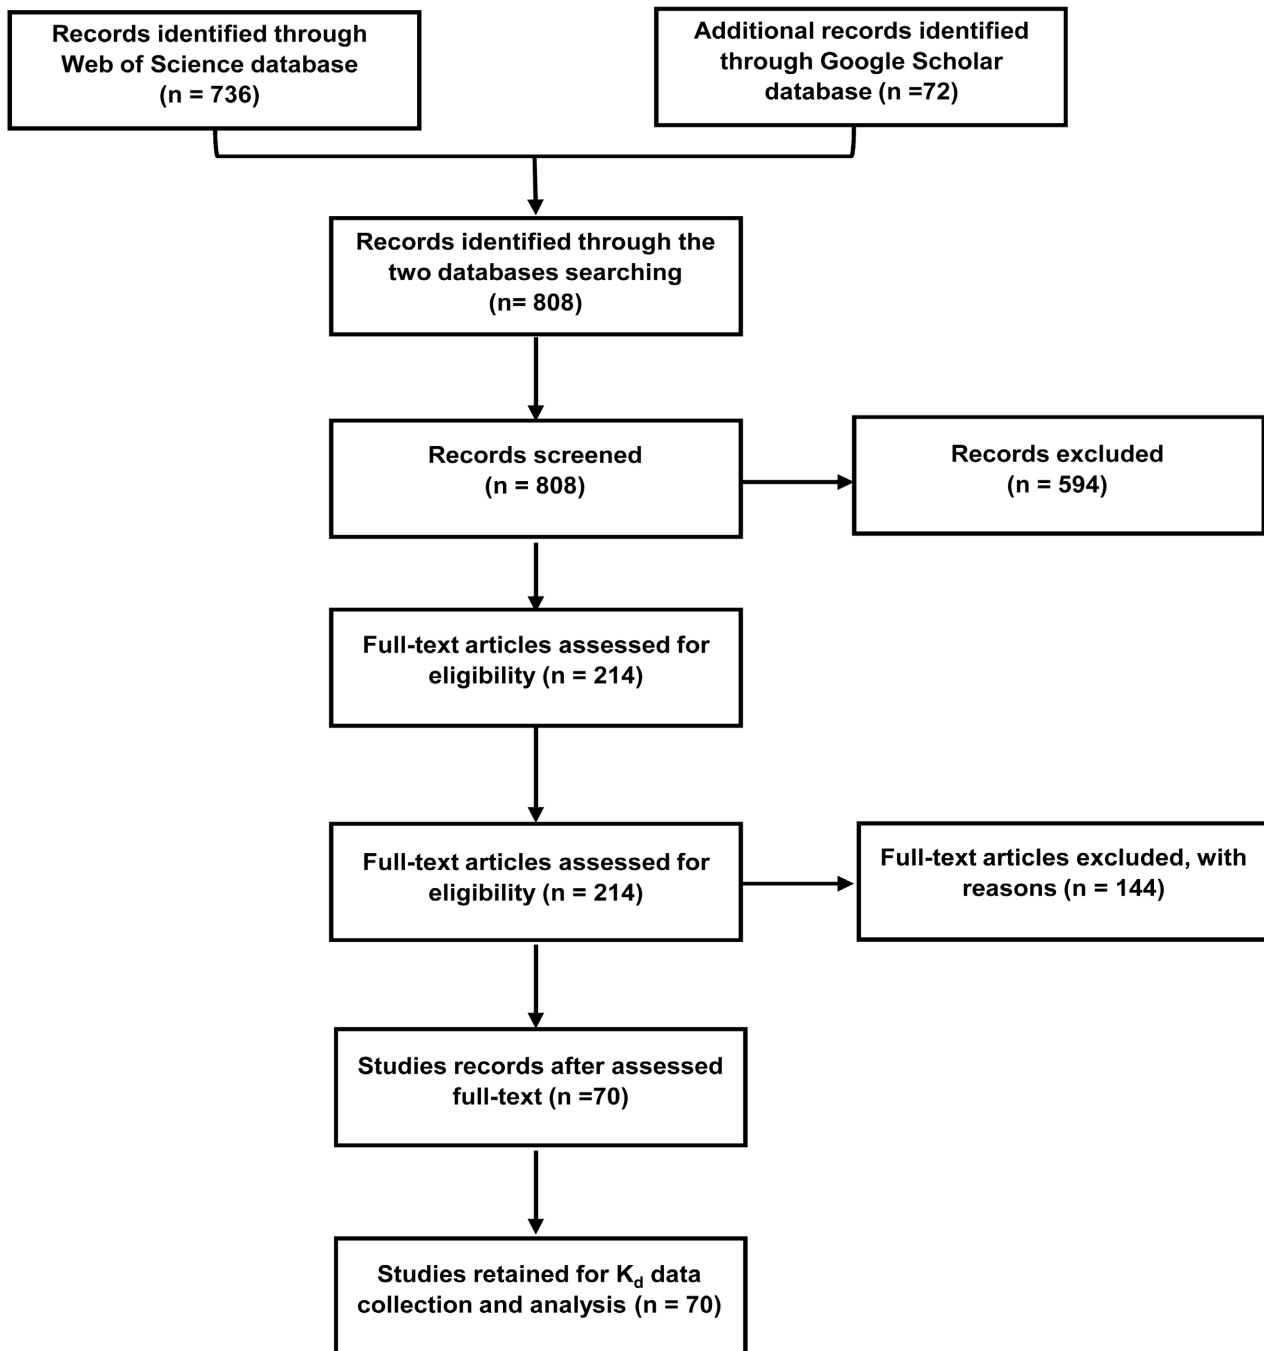 Records identified through
Web of Science database
(n = 736)
Additional records identified
through Google Scholar
database (n =72)
Records identified through the
two databases searching
(n= 808)
Records screened
(n = 808)
Records excluded
(n = 594)
Full-text articles assessed for
eligibility (n = 214)
Full-text articles assessed for
eligibility (n = 214)
Full-text articles excluded, with
reasons (n = 144)
Studies records after assessed
full-text (n =70)
Studies retained for Kd data
collection and analysis (n = 70)